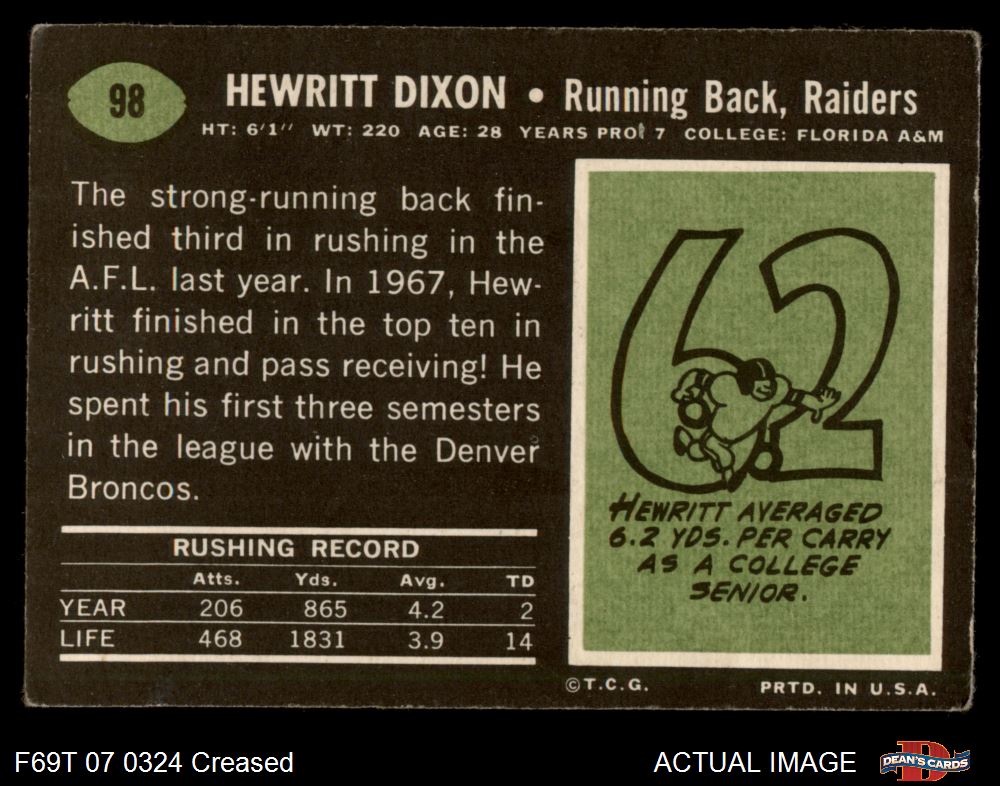 98
HEWRITT DIXON • Running Back, Raiders
HT: 6'1" WT: 220 AGE: 28 YEARS PRO: 7 COLLEGE: FLORIDA A&M
The strong-running back fin-
ished third in rushing in the
A.F.L. last year. In 1967, Hew-
ritt finished in the top ten in
rushing and pass receiving! He
spent his first three semesters
in the league with the Denver
Broncos.
RUSHING RECORD
Atts. Yds. Avg. TD
YEAR 206 865 4.2 2
LIFE 468 1831 3.9 14
6.2
HEWRITT AVERAGED
6.2 YDS. PER CARRY
AS A COLLEGE
SENIOR.
©T.C.G. PRTD. IN U.S.A.
F69T 07 0324 Creased
ACTUAL IMAGE
D
DEAN'S CARDS